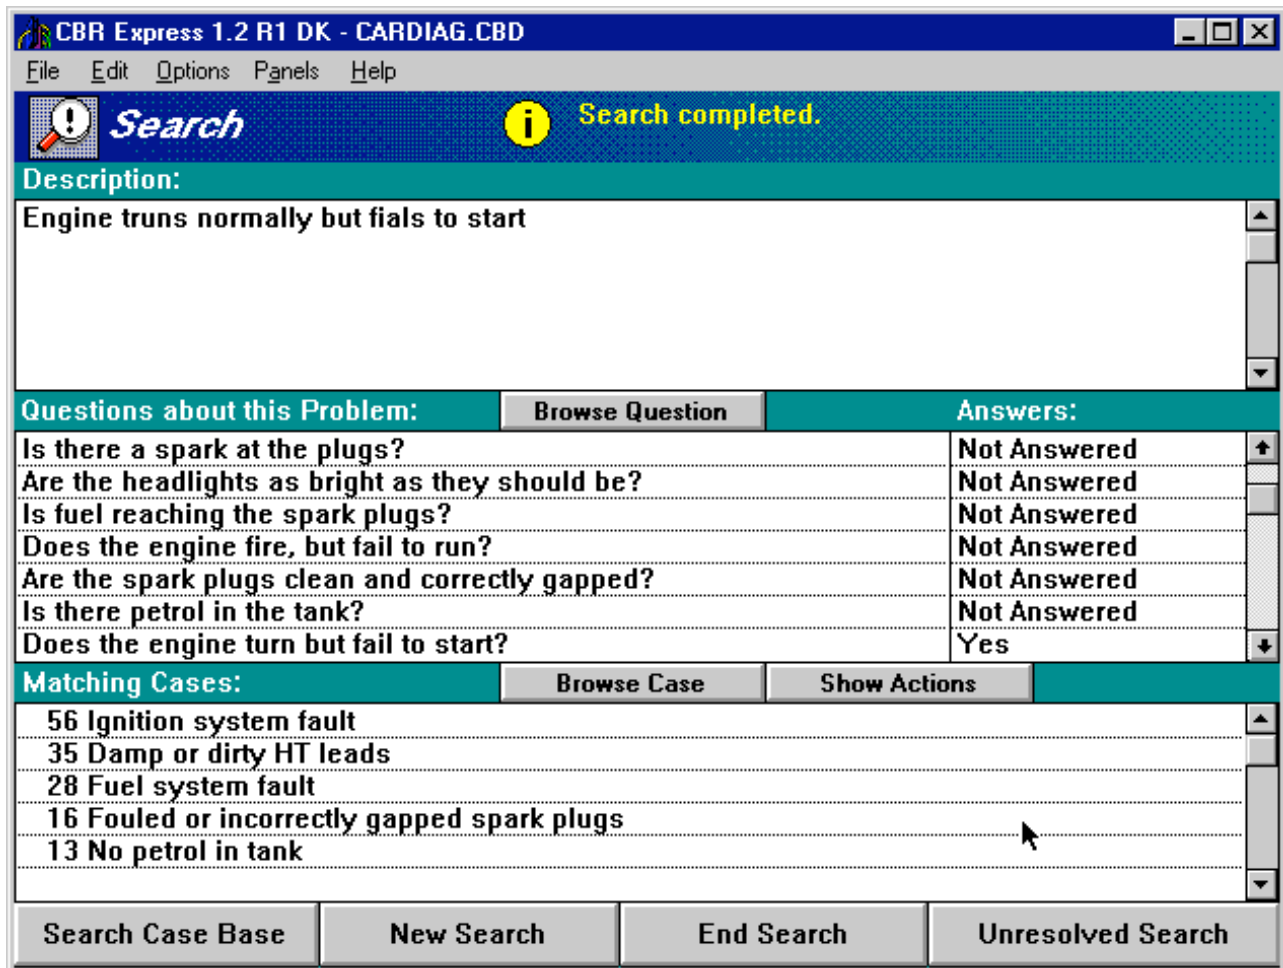 CBR Express 1.2 R1 DK - CARDIAG.CBD
File Edit Options Panels Help
Search
Search completed.
Description:
Engine truns normally but fials to start
Questions about this Problem: Browse Question Answers:
Is there a spark at the plugs? Not Answered
Are the headlights as bright as they should be? Not Answered
Is fuel reaching the spark plugs? Not Answered
Does the engine fire, but fail to run? Not Answered
Are the spark plugs clean and correctly gapped? Not Answered
Is there petrol in the tank? Not Answered
Does the engine turn but fail to start? Yes
Matching Cases: Browse Case Show Actions
56 Ignition system fault
35 Damp or dirty HT leads
28 Fuel system fault
16 Fouled or incorrectly gapped spark plugs
13 No petrol in tank
Search Case Base New Search End Search Unresolved Search